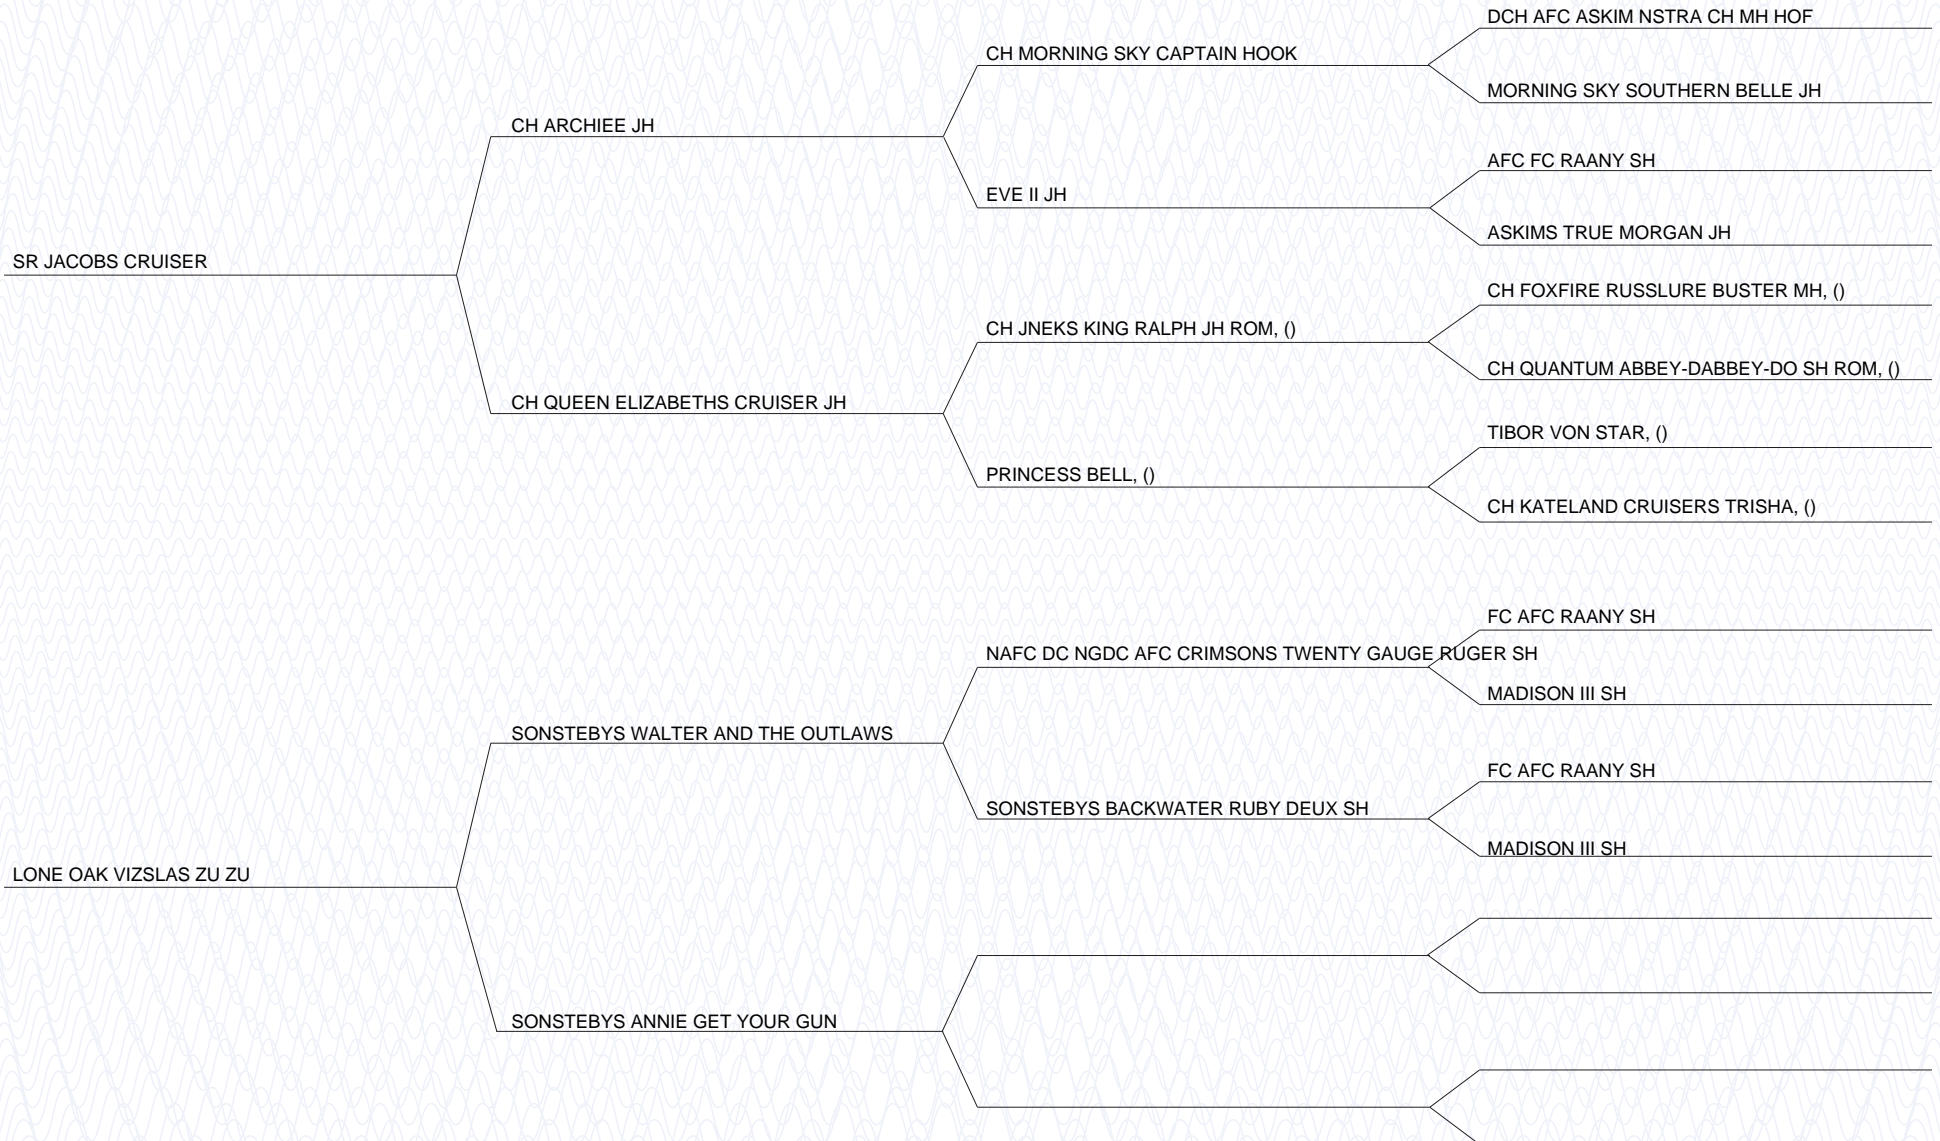 DCH AFC ASKIM NSTRA CH MH HOF
CH MORNING SKY CAPTAIN HOOK
MORNING SKY SOUTHERN BELLE JH
CH ARCHIEE JH
AFC FC RAANY SH
EVE II JH
ASKIMS TRUE MORGAN JH
SR JACOBS CRUISER
CH FOXFIRE RUSSLURE BUSTER MH, ()
CH JNEKS KING RALPH JH ROM, ()
CH QUANTUM ABBEY-DABBEY-DO SH ROM, ()
CH QUEEN ELIZABETHS CRUISER JH
TIBOR VON STAR, ()
PRINCESS BELL, ()
CH KATELAND CRUISERS TRISHA, ()
FC AFC RAANY SH
NAFC DC NGDC AFC CRIMSONS TWENTY GAUGE RUGER SH
MADISON III SH
SONSTEBYS WALTER AND THE OUTLAWS
FC AFC RAANY SH
SONSTEBYS BACKWATER RUBY DEUX SH
MADISON III SH
LONE OAK VIZSLAS ZU ZU
SONSTEBYS ANNIE GET YOUR GUN